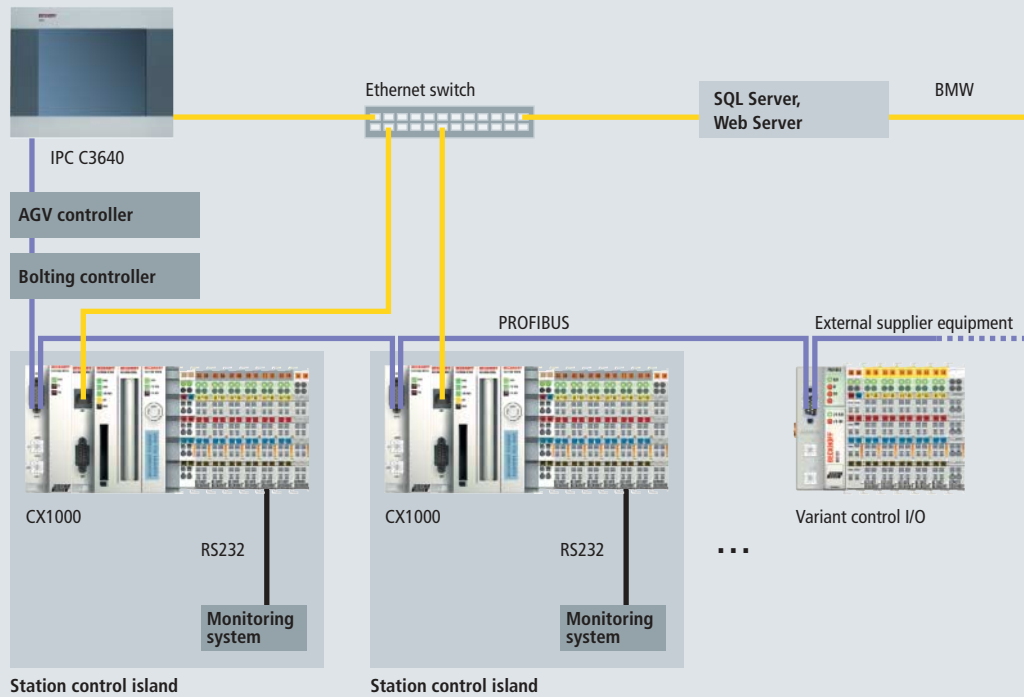 Ethernet switch
SQL Server,
Web Server
BMW
IPC C3640
AGV controller
Bolting controller
PROFIBUS
External supplier equipment
BECKHOFF
CX1000
CX1000
Variant control I/O
RS232
RS232
...
Monitoring
system
Monitoring
system
Station control island
Station control island